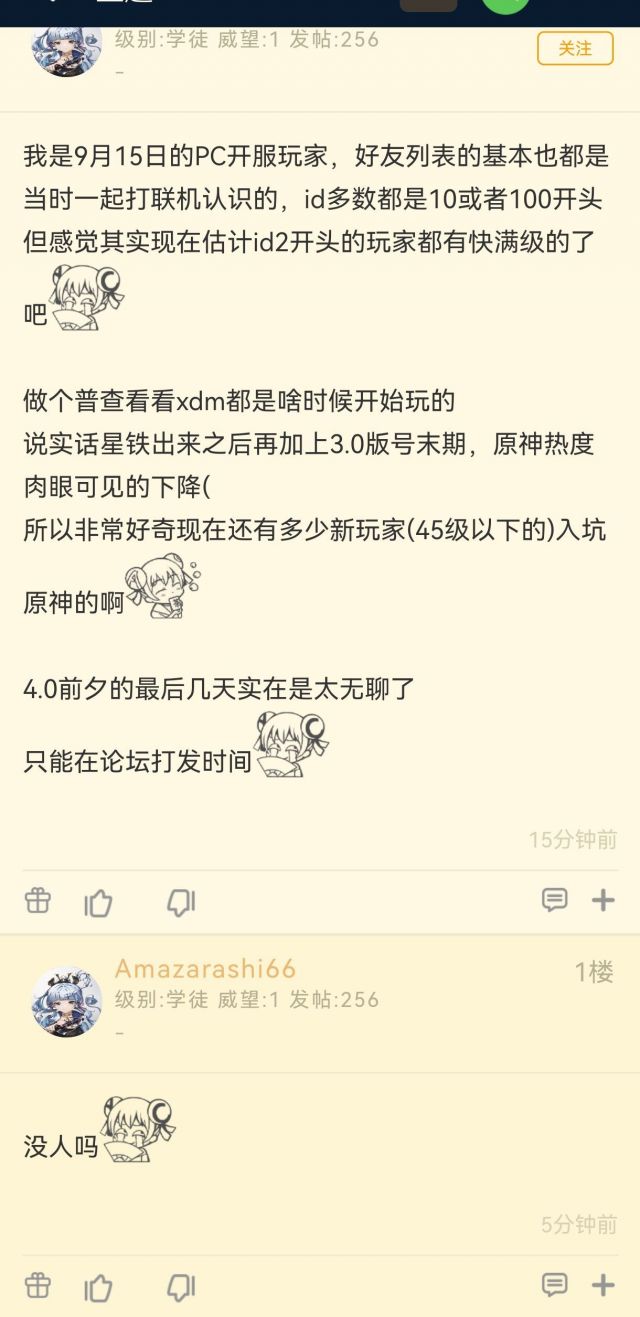 级别:学徒 威望:1 发帖:256
关注
我是9月15日的PC开服玩家，好友列表的基本也都是
当时一起打联机认识的，id多数都是10或者100开头
但感觉其实现在估计id2开头的玩家都有快满级的了
吧
做个普查看看xdm都是啥时候开始玩的
说实话星铁出来之后再加上3.0版号末期，原神热度
肉眼可见的下降(
所以非常好奇现在还有多少新玩家(45级以下的)入坑
原神的啊
4.0前夕的最后几天实在是太无聊了
只能在论坛打发时间
15分钟前
Amazarashi66
1楼
级别:学徒 威望:1 发帖:256
没人吗
5分钟前